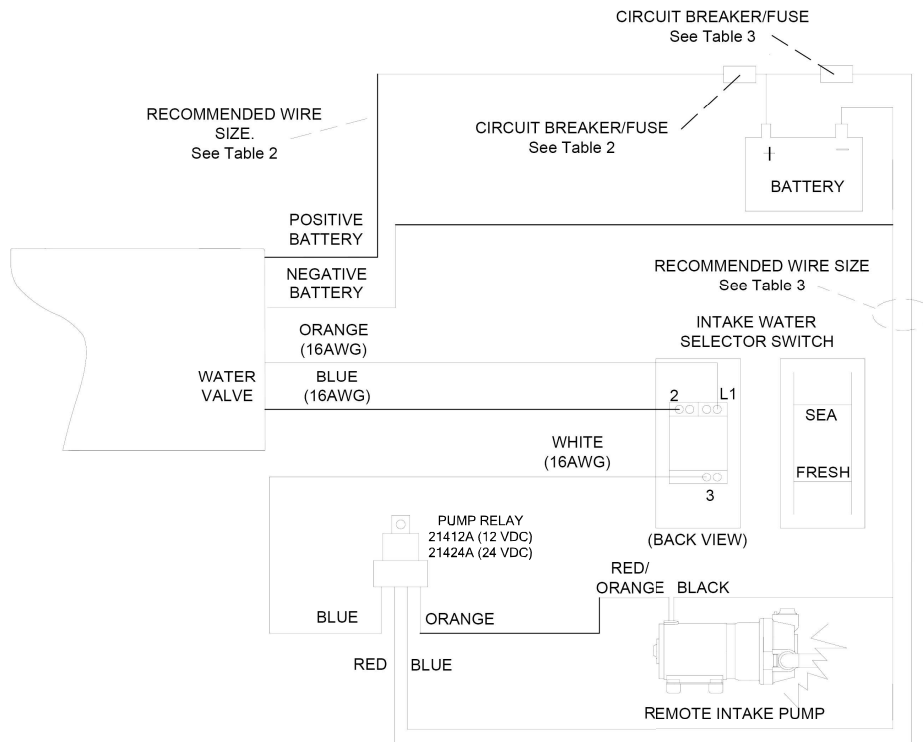 CIRCUIT BREAKER/FUSE
See Table 3
RECOMMENDED WIRE
SIZE.
See Table 2
CIRCUIT BREAKER/FUSE
See Table 2
+
–
BATTERY
POSITIVE
BATTERY
NEGATIVE
BATTERY
RECOMMENDED WIRE SIZE
See Table 3
ORANGE
(16AWG)
INTAKE WATER
SELECTOR SWITCH
WATER
VALVE
BLUE
(16AWG)
2
L1
SEA
WHITE
(16AWG)
FRESH
3
PUMP RELAY
21412A (12 VDC)
21424A (24 VDC)
(BACK VIEW)
RED/
ORANGE
BLACK
BLUE
ORANGE
RED
BLUE
REMOTE INTAKE PUMP